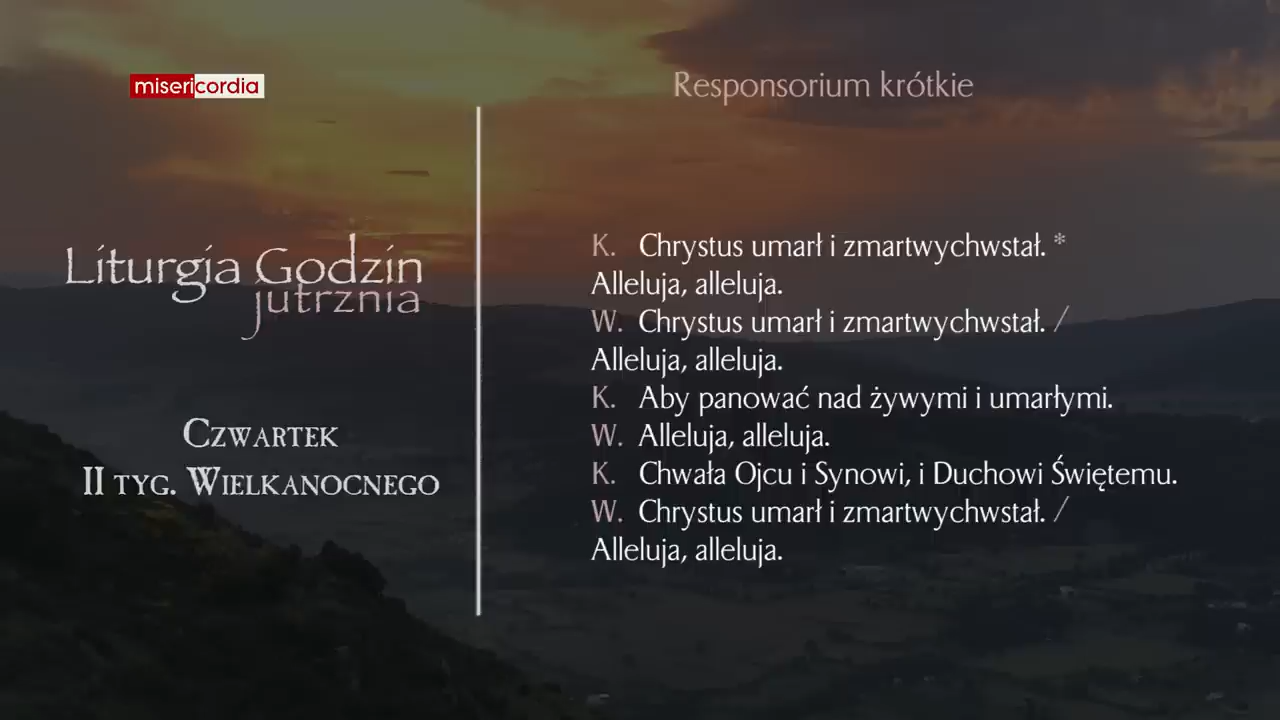 misericordia
Responsorium krótkie
Liturgia Godzin
jutrznia
Czwartek
II tyg. Wielkanocnego
K. Chrystus umarł i zmartwychwstał. *
Alleluja, alleluja.
W. Chrystus umarł i zmartwychwstał. /
Alleluja, alleluja.
K. Aby panować nad żywymi i umarłymi.
W. Alleluja, alleluja.
K. Chwała Ojcu i Synowi, i Duchowi Świętemu.
W. Chrystus umarł i zmartwychwstał. /
Alleluja, alleluja.